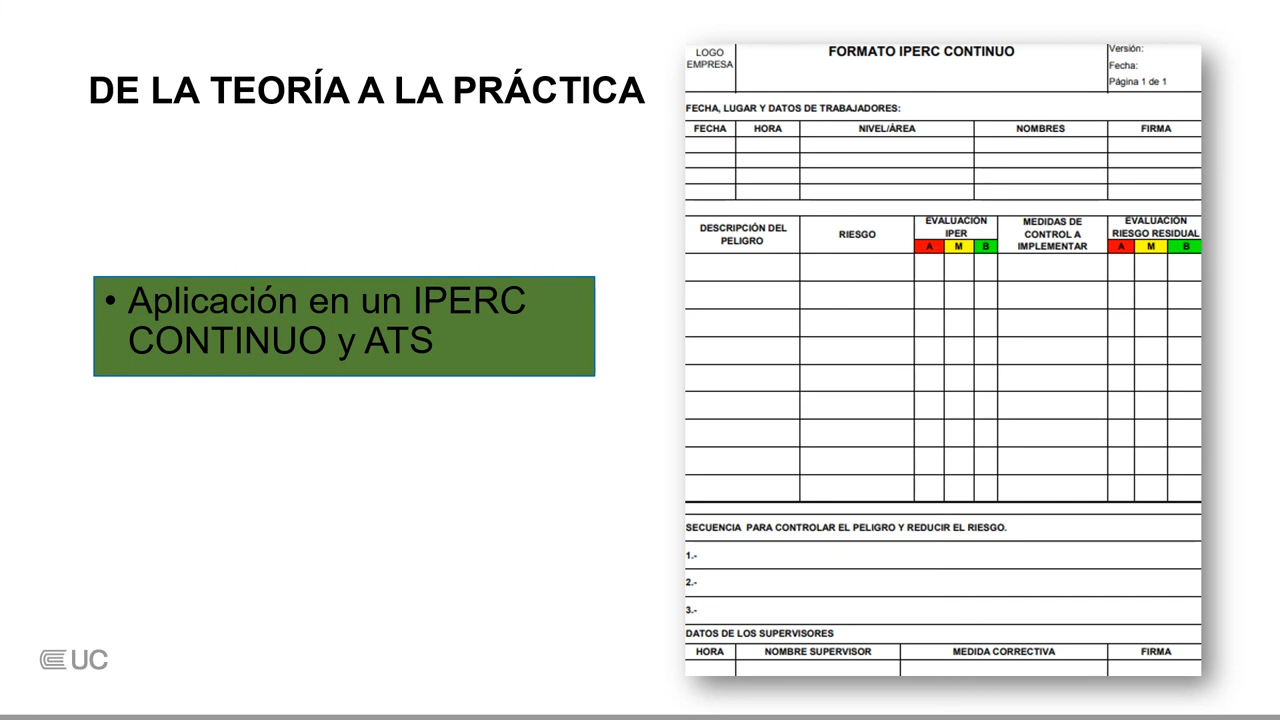 DE LA TEORÍA A LA PRÁCTICA
• Aplicación en un IPERC
CONTINUO y ATS
UC
LOGO
EMPRESA
FORMATO IPERC CONTINUO
Versión:
Fecha:
Página 1 de 1
FECHA, LUGAR Y DATOS DE TRABAJADORES:
FECHA HORA NIVEL/ÁREA NOMBRES FIRMA
DESCRIPCIÓN DEL
PELIGRO
RIESGO
EVALUACIÓN
IPER
A M B
MEDIDAS DE
CONTROL A
IMPLEMENTAR
EVALUACIÓN
RIESGO RESIDUAL
A M B
SECUENCIA PARA CONTROLAR EL PELIGRO Y REDUCIR EL RIESGO.
1.-
2.-
3.-
DATOS DE LOS SUPERVISORES
HORA NOMBRE SUPERVISOR MEDIDA CORRECTIVA FIRMA